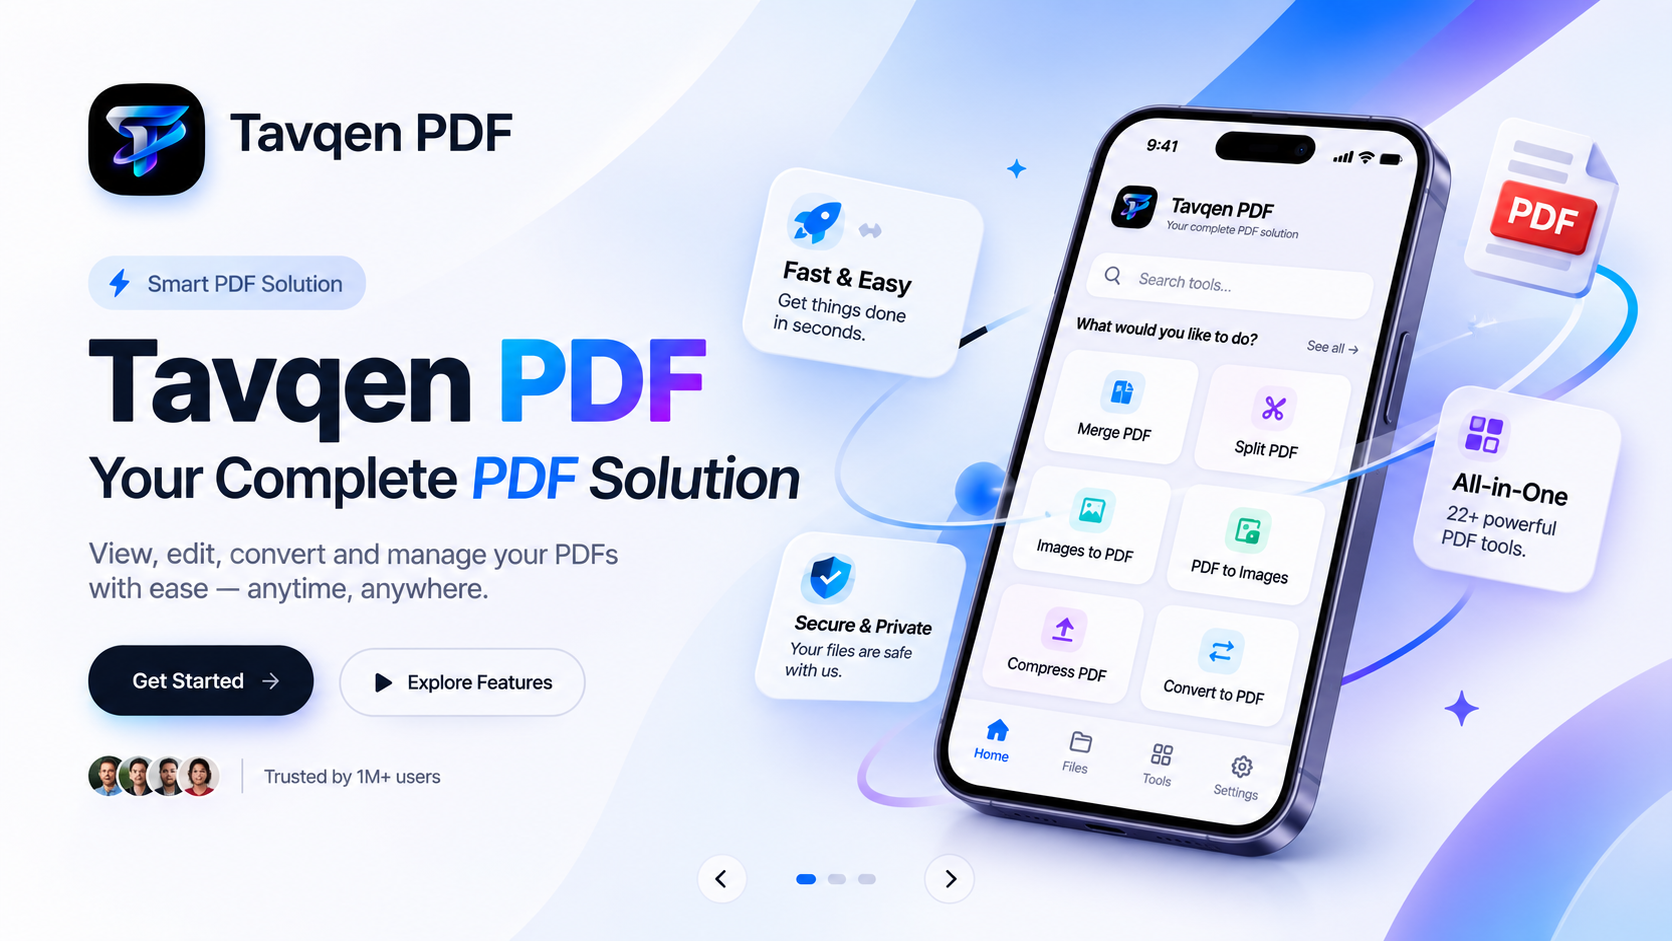 Tavqen PDF
Smart PDF Solution
Tavqen PDF
Your Complete PDF Solution
View, edit, convert and manage your PDFs
with ease — anytime, anywhere.
Get Started →
Explore Features
Trusted by 1M+ users
Fast & Easy
Get things done
in seconds.
Secure & Private
Your files are safe
with us.
9:41
Tavqen PDF
Your complete PDF solution
Search tools...
What would you like to do?
See all →
Merge PDF
Split PDF
Images to PDF
PDF to Images
Compress PDF
Convert to PDF
Home
Files
Tools
Settings
PDF
All-in-One
22+ powerful
PDF tools.